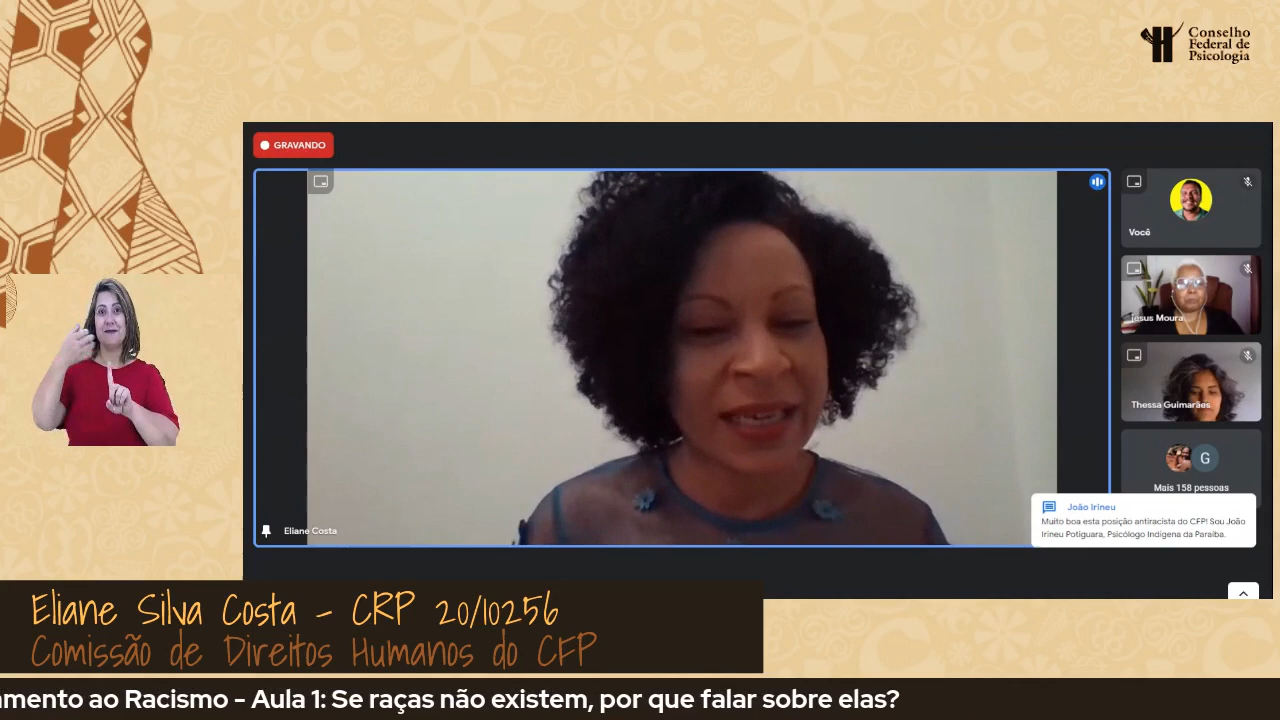 Conselho
Federal de
Psicologia
GRAVANDO
Você
Jesus Moura
Thessa Guimarães
G
Mais 158 pessoas
João Irineu
Muito boa esta posição antiracista do CFP! Sou João
Irineu Potiguara, Psicólogo Indígena da Paraíba.
Eliane Costa
Eliane Silva Costa - CRP 20/10256
Comissão de Direitos Humanos do CFP
amento ao Racismo - Aula 1: Se raças não existem, por que falar sobre elas?